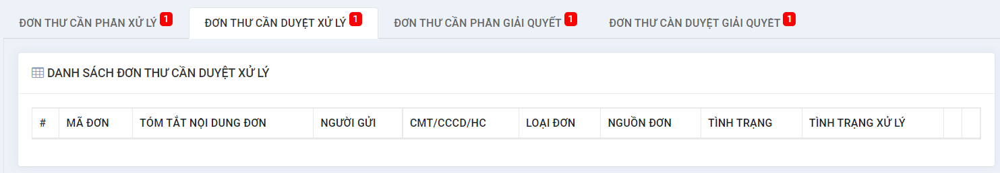 ĐƠN THƯ CẦN PHÂN XỬ LÝ 1 ĐƠN THƯ CẦN DUYỆT XỬ LÝ 1 ĐƠN THƯ CẦN PHÂN GIẢI QUYẾT 1 ĐƠN THƯ CẦN DUYỆT GIẢI QUYẾT 1
DANH SÁCH ĐƠN THƯ CẦN DUYỆT XỬ LÝ
# MÃ ĐƠN TÓM TẮT NỘI DUNG ĐƠN NGƯỜI GỬI CMT/CCCD/HC LOẠI ĐƠN NGUỒN ĐƠN TÌNH TRẠNG TÌNH TRẠNG XỬ LÝ